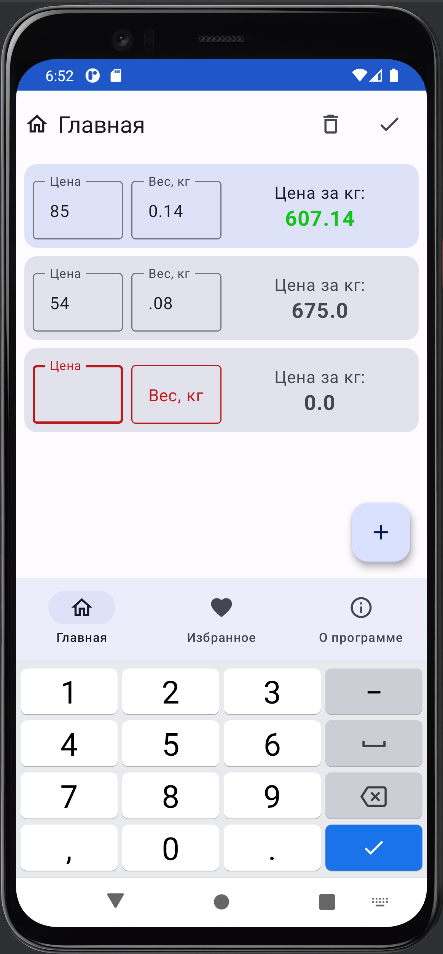 6:52
Главная
Цена
Вес, кг
Цена за кг:
85
0.14
607.14
Цена
Вес, кг
Цена за кг:
54
.08
675.0
Цена
Вес, кг
Цена за кг:
0.0
+
Главная
Избранное
О программе
1 2 3 -
4 5 6
7 8 9
, 0 .